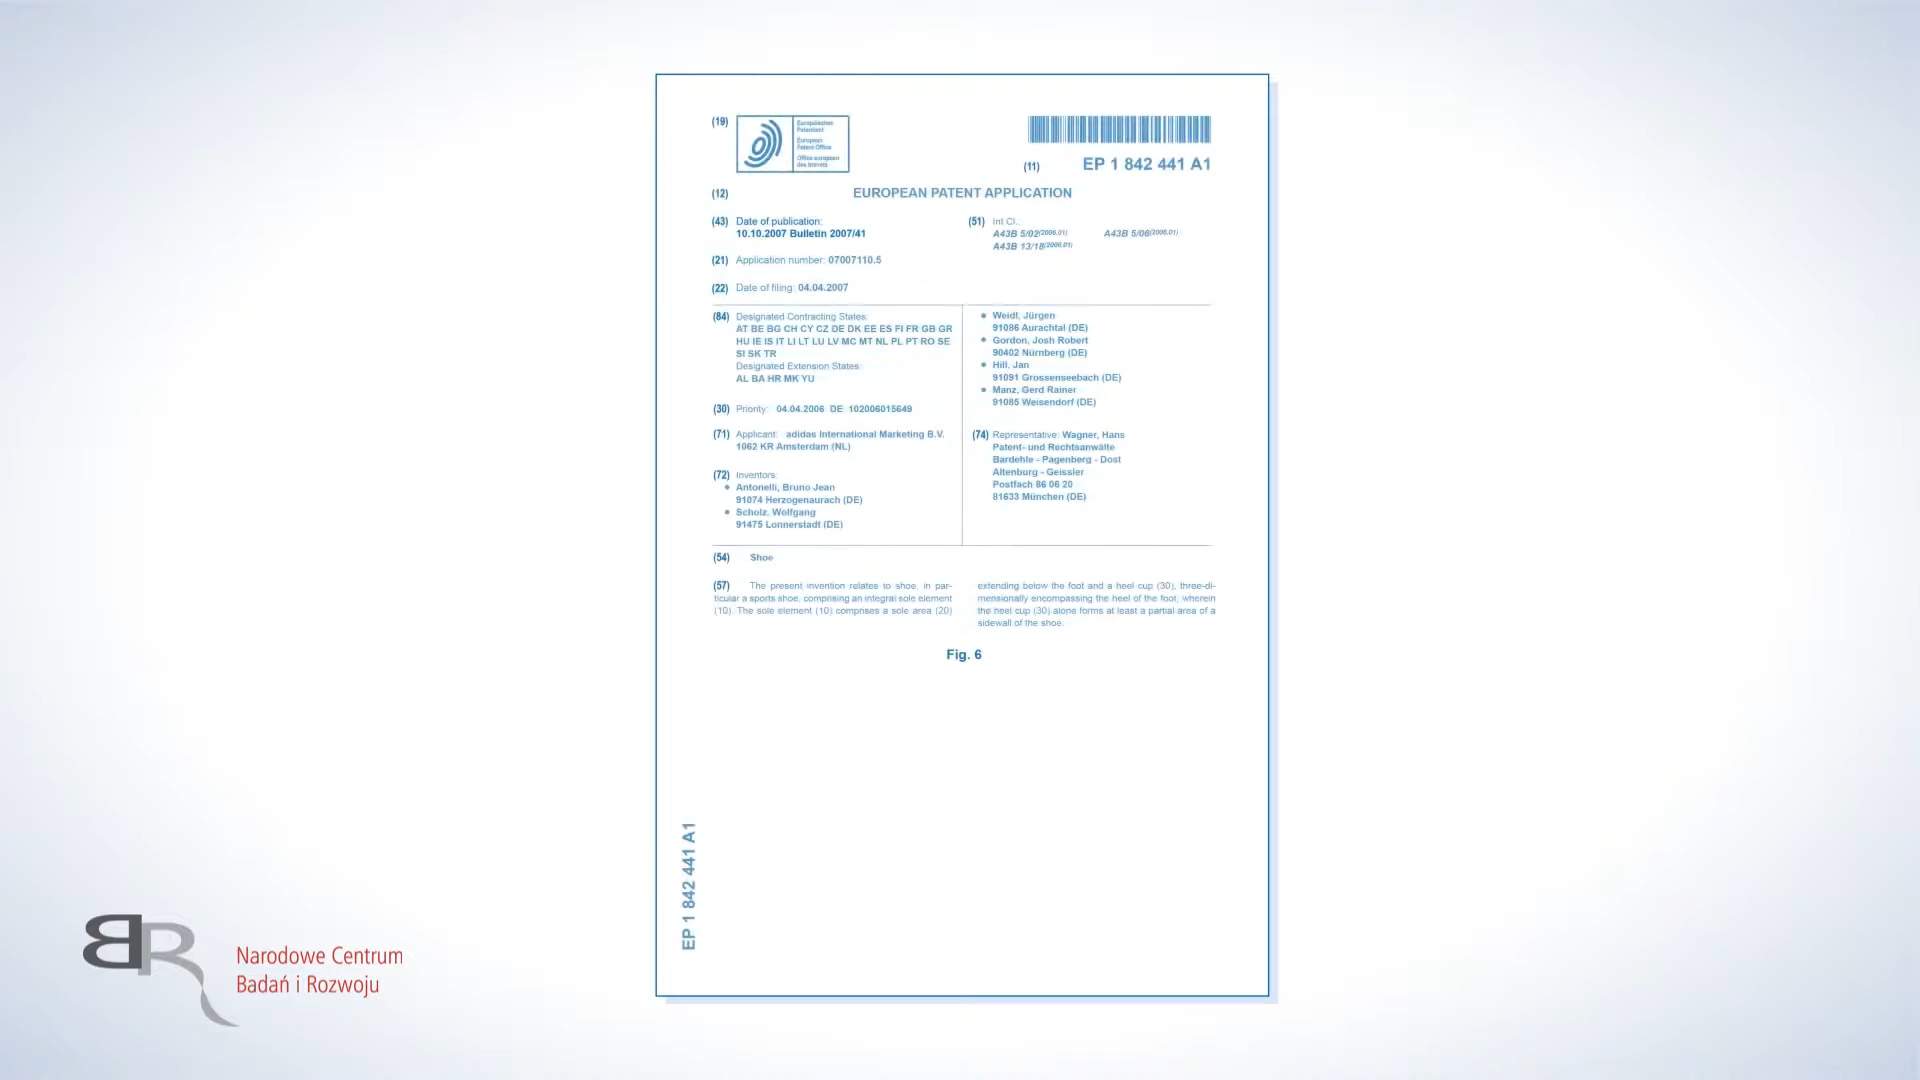 (19)
Europäisches
Patentamt
European
Patent Office
Office européen
des brevets
(11) EP 1 842 441 A1
(12) EUROPEAN PATENT APPLICATION
(43) Date of publication:
10.10.2007 Bulletin 2007/41
(21) Application number: 07007110.5
(22) Date of filing: 04.04.2007
(51) Int Cl.:
A43B 5/02(2006.01) A43B 5/06(2006.01)
A43B 13/18(2006.01)
(84) Designated Contracting States:
AT BE BG CH CY CZ DE DK EE ES FI FR GB GR
HU IE IS IT LI LT LU LV MC MT NL PL PT RO SE
SI SK TR
Designated Extension States:
AL BA HR MK YU
(30) Priority: 04.04.2006 DE 102006015649
(71) Applicant: adidas International Marketing B.V.
1062 KR Amsterdam (NL)
(72) Inventors:
• Antonelli, Bruno Jean
91074 Herzogenaurach (DE)
• Scholz, Wolfgang
91475 Lonnerstadt (DE)
• Weidl, Jürgen
91086 Aurachtal (DE)
• Gordon, Josh Robert
90402 Nürnberg (DE)
• Hill, Jan
91091 Grossenseebach (DE)
• Manz, Gerd Rainer
91085 Weisendorf (DE)
(74) Representative: Wagner, Hans
Patent- und Rechtsanwälte
Bardehle - Pagenberg - Dost
Altenburg - Geissler
Postfach 86 06 20
81633 München (DE)
(54) Shoe
(57) The present invention relates to shoe, in par-
ticular a sports shoe, comprising an integral sole element
(10). The sole element (10) comprises a sole area (20)
extending below the foot and a heel cup (30), three-di-
mensionally encompassing the heel of the foot, wherein
the heel cup (30) alone forms at least a partial area of a
sidewall of the shoe.
Fig. 6
EP 1 842 441 A1
BR
Narodowe Centrum
Badań i Rozwoju